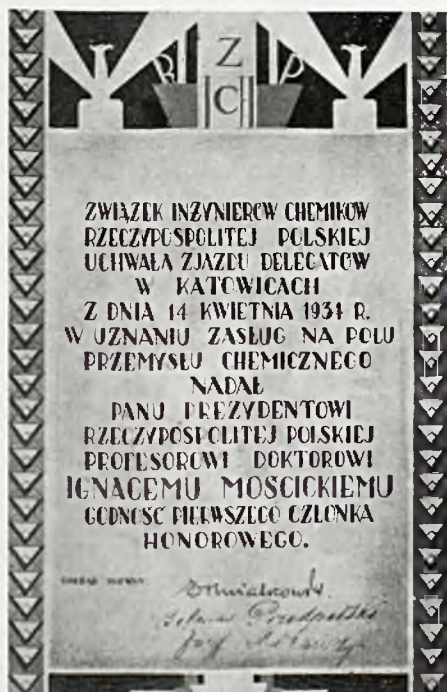 Z
R P
I C H
ZWIĄZEK INŻYNIERÓW CHEMIKÓW
RZECZYPOSPOLITEJ POLSKIEJ
UCHWAŁĄ ZJAZDU DELEGATÓW
W KATOWICACH
Z DNIA 14 KWIETNIA 1931 R.
W UZNANIU ZASŁUG NA POLU
PRZEMYSŁU CHEMICZNEGO
NADAŁ
PANU PREZYDENTOWI
RZECZYPOSPOLITEJ POLSKIEJ
PROFESOROWI DOKTOROWI
IGNACEMU MOŚCICKIEMU
GODNOŚĆ PIERWSZEGO CZŁONKA
HONOROWEGO.